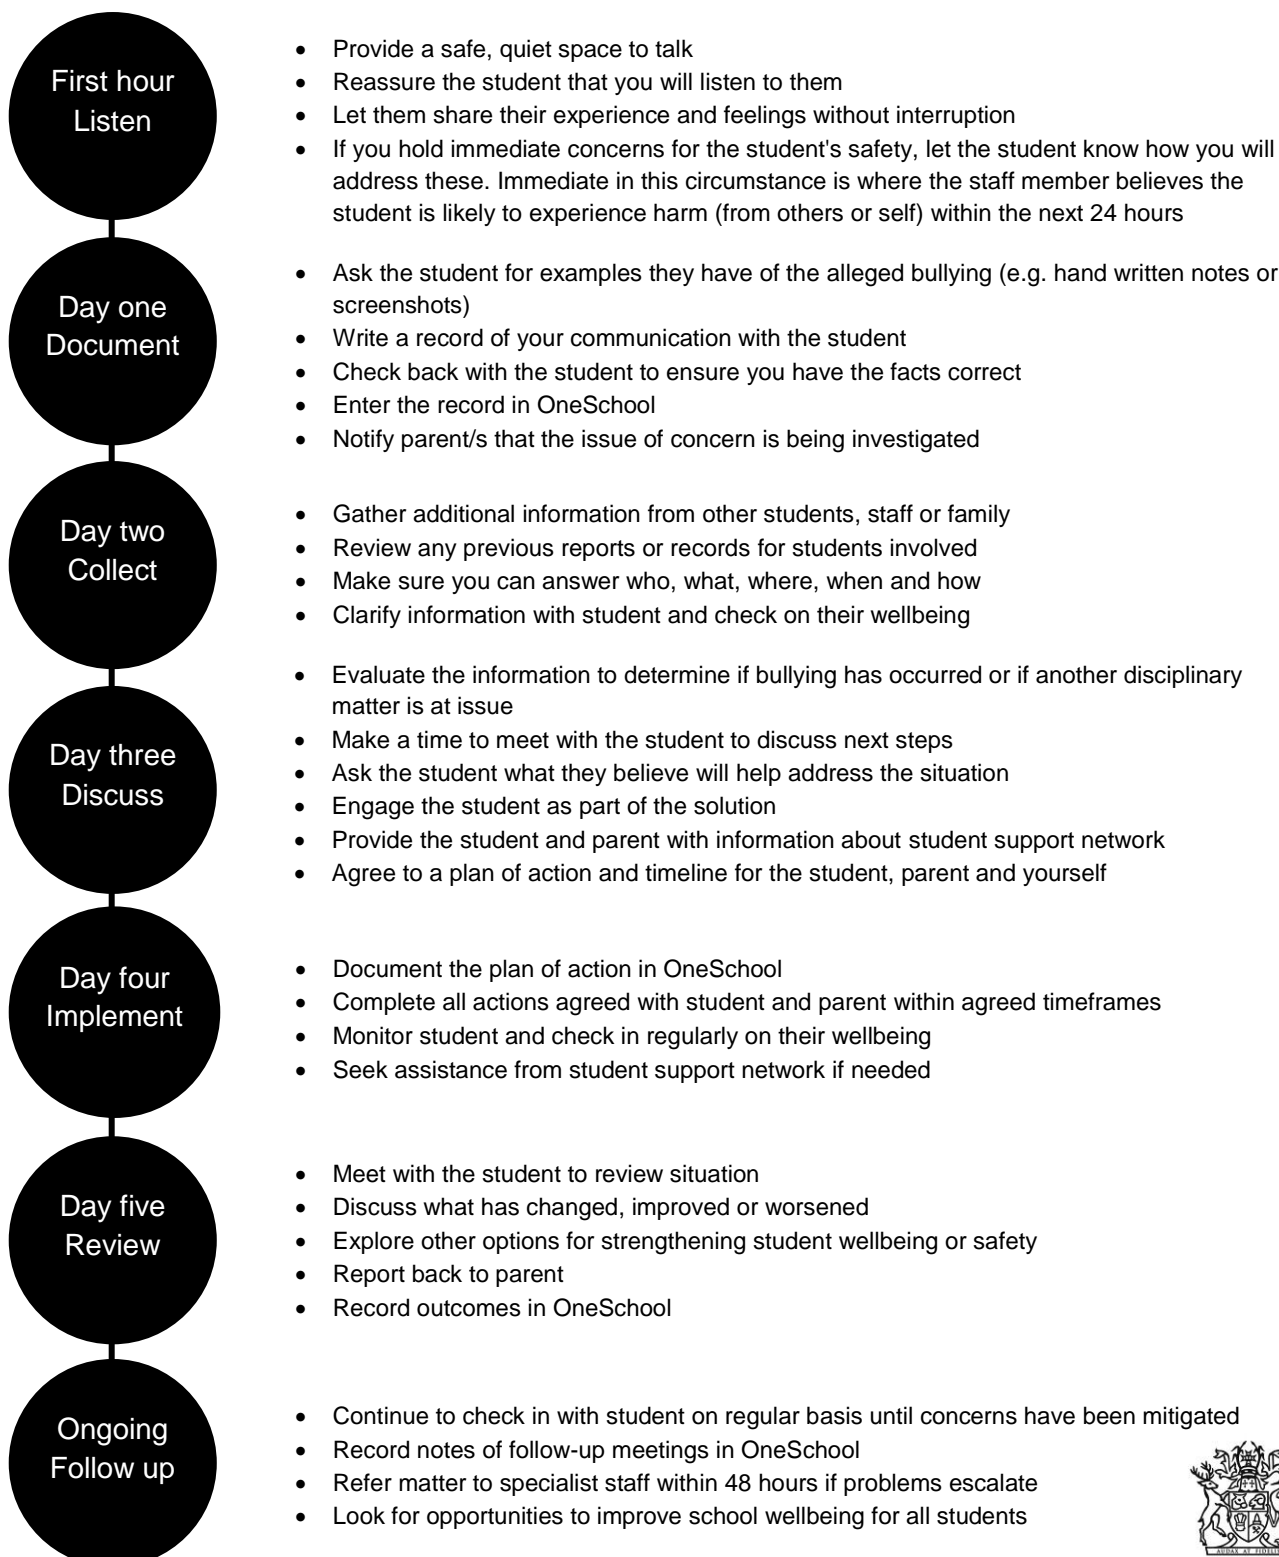 First hour
Listen
• Provide a safe, quiet space to talk
• Reassure the student that you will listen to them
• Let them share their experience and feelings without interruption
• If you hold immediate concerns for the student's safety, let the student know how you will
address these. Immediate in this circumstance is where the staff member believes the
student is likely to experience harm (from others or self) within the next 24 hours
Day one
Document
• Ask the student for examples they have of the alleged bullying (e.g. hand written notes or
screenshots)
• Write a record of your communication with the student
• Check back with the student to ensure you have the facts correct
• Enter the record in OneSchool
• Notify parent/s that the issue of concern is being investigated
Day two
Collect
• Gather additional information from other students, staff or family
• Review any previous reports or records for students involved
• Make sure you can answer who, what, where, when and how
• Clarify information with student and check on their wellbeing
Day three
Discuss
• Evaluate the information to determine if bullying has occurred or if another disciplinary
matter is at issue
• Make a time to meet with the student to discuss next steps
• Ask the student what they believe will help address the situation
• Engage the student as part of the solution
• Provide the student and parent with information about student support network
• Agree to a plan of action and timeline for the student, parent and yourself
Day four
Implement
• Document the plan of action in OneSchool
• Complete all actions agreed with student and parent within agreed timeframes
• Monitor student and check in regularly on their wellbeing
• Seek assistance from student support network if needed
Day five
Review
• Meet with the student to review situation
• Discuss what has changed, improved or worsened
• Explore other options for strengthening student wellbeing or safety
• Report back to parent
• Record outcomes in OneSchool
Ongoing
Follow up
• Continue to check in with student on regular basis until concerns have been mitigated
• Record notes of follow-up meetings in OneSchool
• Refer matter to specialist staff within 48 hours if problems escalate
• Look for opportunities to improve school wellbeing for all students